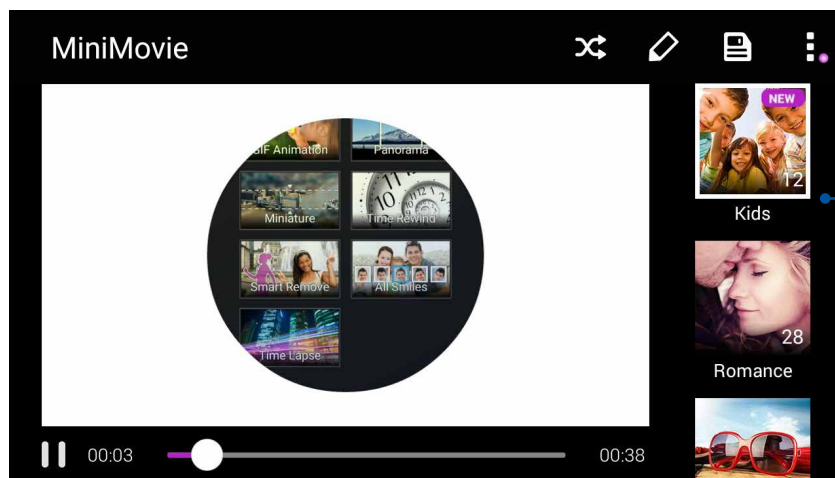 MiniMovie
NEW
12
Kids
GIF Animation
Panorama
Miniature
Time Rewind
Smart Remove
All Smiles
Time Lapse
28
Romance
00:03
00:38